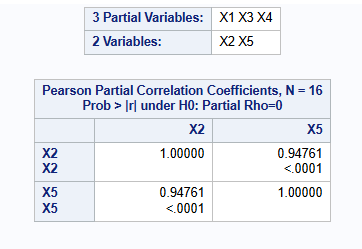 3 Partial Variables: X1 X3 X4
2 Variables: X2 X5
Pearson Partial Correlation Coefficients, N = 16
Prob > |r| under H0: Partial Rho=0
X2 X5
X2 1.00000 0.94761
X2 <.0001
X5 0.94761 1.00000
X5 <.0001